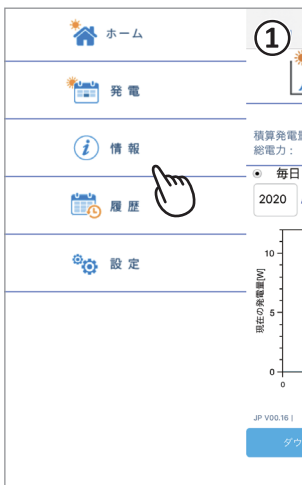 ホーム
発電
情報
履歴
設定
①
積算発電量
総電力：
毎日
2020
10
5
0
0
現在の発電量[W]
JP V00.16 |
ダウ